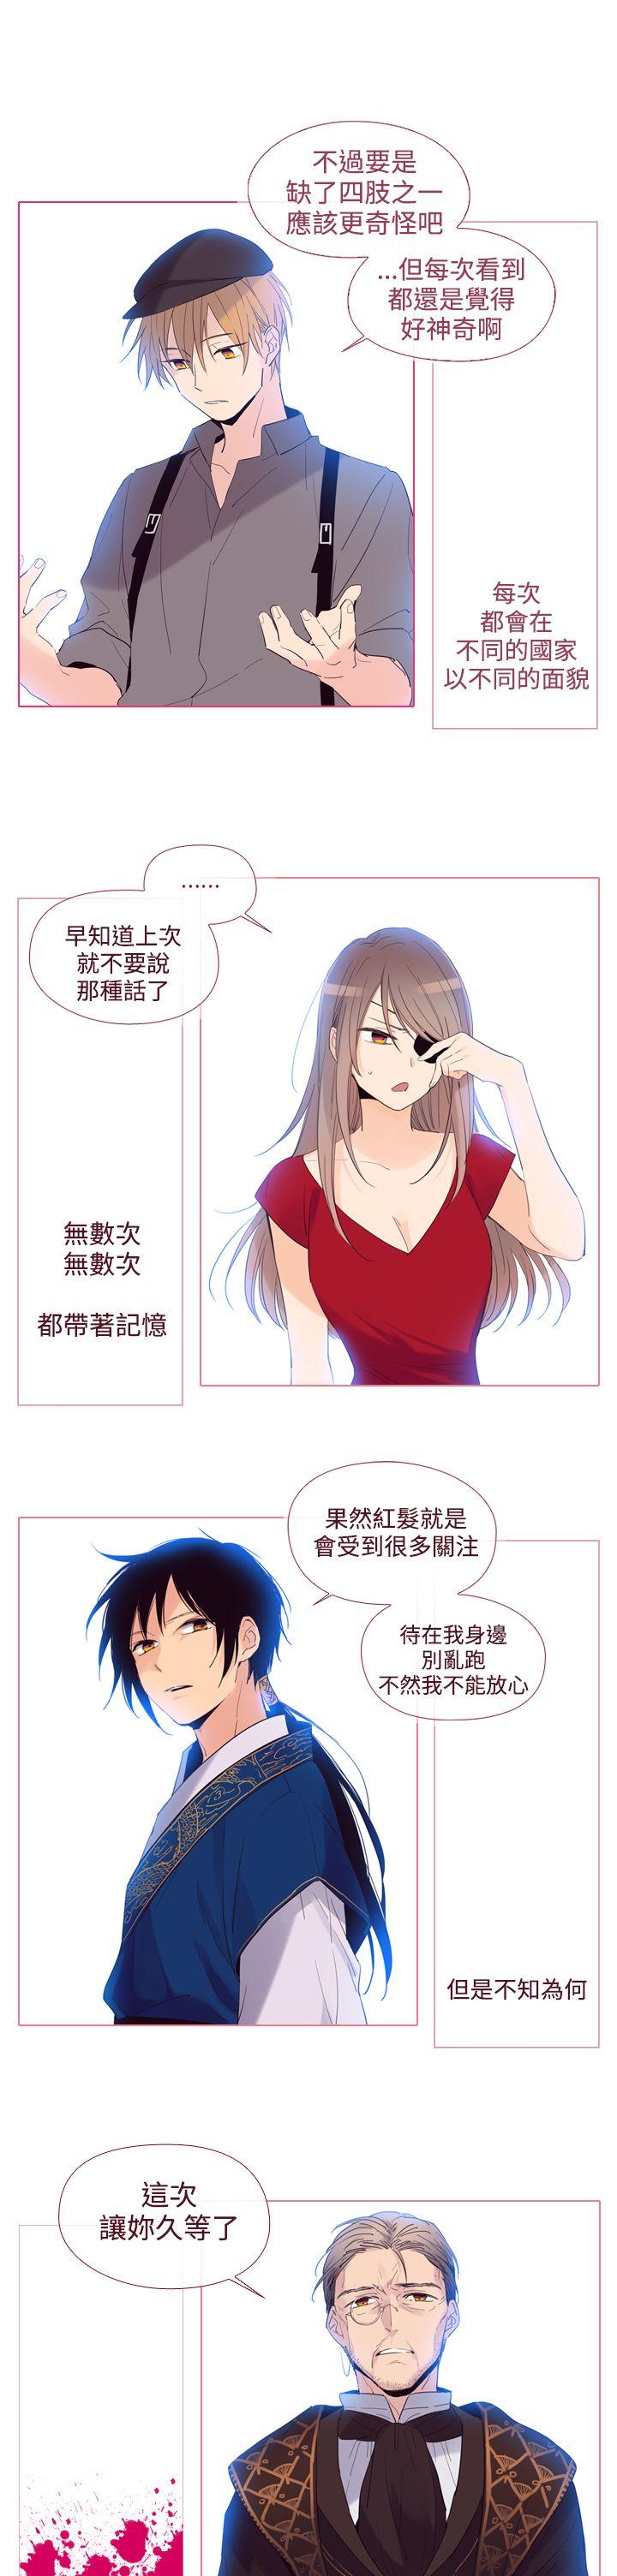 不過要是
缺了四肢之一
應該更奇怪吧
…但每次看到
都還是覺得
好神奇啊
每次
都會在
不同的國家
以不同的面貌
……
早知道上次
就不要說
那種話了
無數次
無數次
都帶著記憶
果然紅髮就是
會受到很多關注
待在我身邊
別亂跑
不然我不能放心
但是不知為何
這次
讓妳久等了